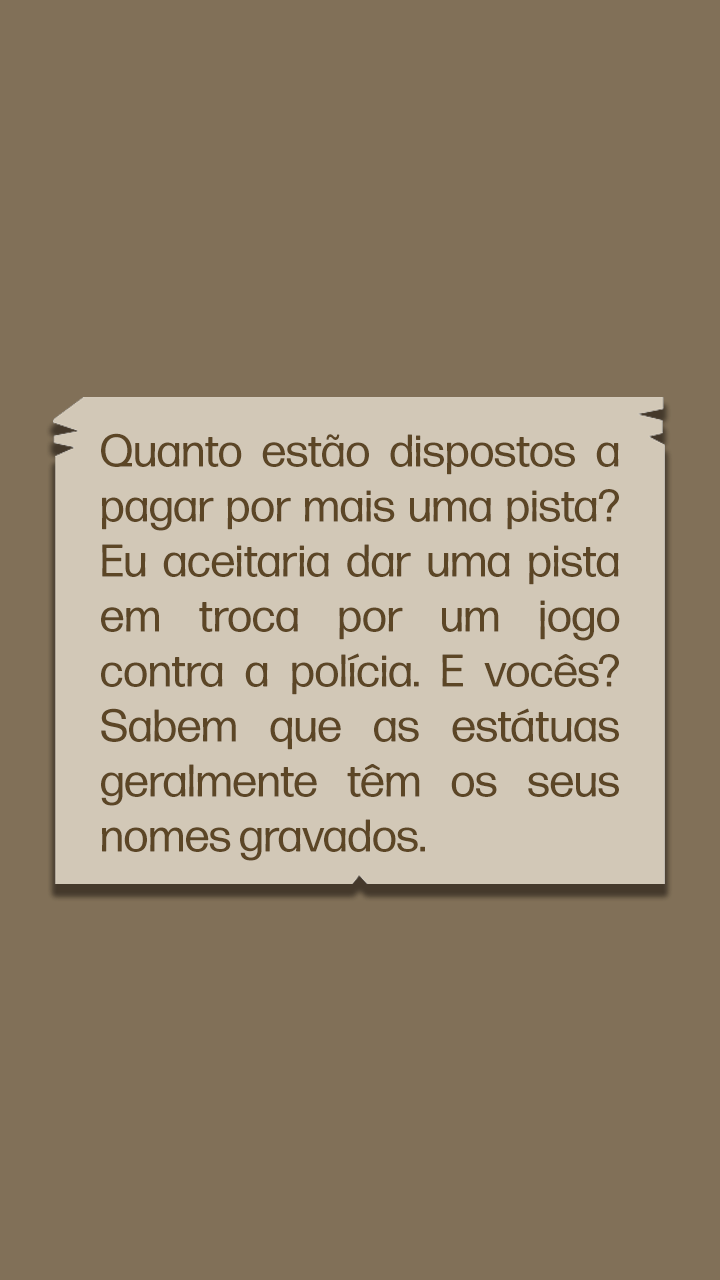 Quanto estão dispostos a
pagar por mais uma pista?
Eu aceitaria dar uma pista
em troca por um jogo
contra a polícia. E vocês?
Sabem que as estátuas
geralmente têm os seus
nomes gravados.